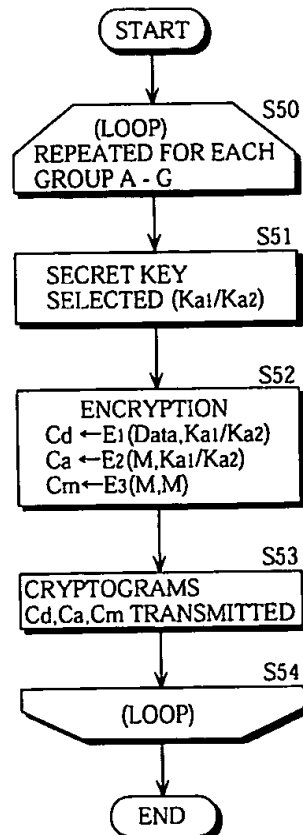 START
S50
(LOOP)
REPEATED FOR EACH
GROUP A - G
S51
SECRET KEY
SELECTED (Ka1/Ka2)
S52
ENCRYPTION
Cd ←E1(Data,Ka1/Ka2)
Ca ←E2(M,Ka1/Ka2)
Cm←E3(M,M)
S53
CRYPTOGRAMS
Cd,Ca,Cm TRANSMITTED
S54
(LOOP)
END